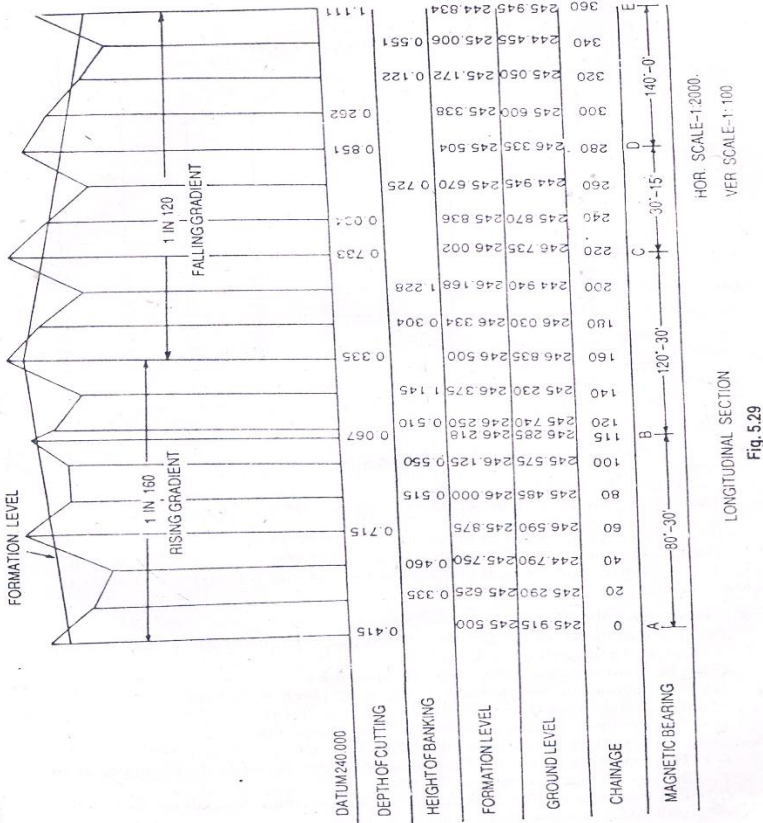 FORMATION LEVEL
1 IN 160
RISING GRADIENT
1 IN 120
FALLING GRADIENT
DATUM 240.000
DEPTH OF CUTTING 0.415 0.715 0.067 0.335 0.733 0.851 0.262 1.111
HEIGHT OF BANKING 0.335 0.460 0.515 0.550 0.510 1.145 0.304 1.228 0.725 0.122 0.551
FORMATION LEVEL 245.500 245.625 245.750 245.875 246.000 246.125 246.218 246.250 246.375 246.500 246.334 246.168 246.002 245.836 245.670 245.504 245.338 245.172 245.006 244.834
GROUND LEVEL 245.915 245.290 244.790 246.590 245.485 245.575 246.285 245.740 245.230 246.835 246.030 244.940 246.735 245.870 244.945 246.335 245.600 245.050 244.455 245.945
CHAINAGE 0 20 40 60 80 100 115 120 140 160 180 200 220 240 260 280 300 320 340 360
MAGNETIC BEARING A 80°-30' B 120°-30' C 30°-15' D 140°-0' E
HOR. SCALE-1:2000.
VER SCALE-1:100
LONGITUDINAL SECTION
Fig. 5.29